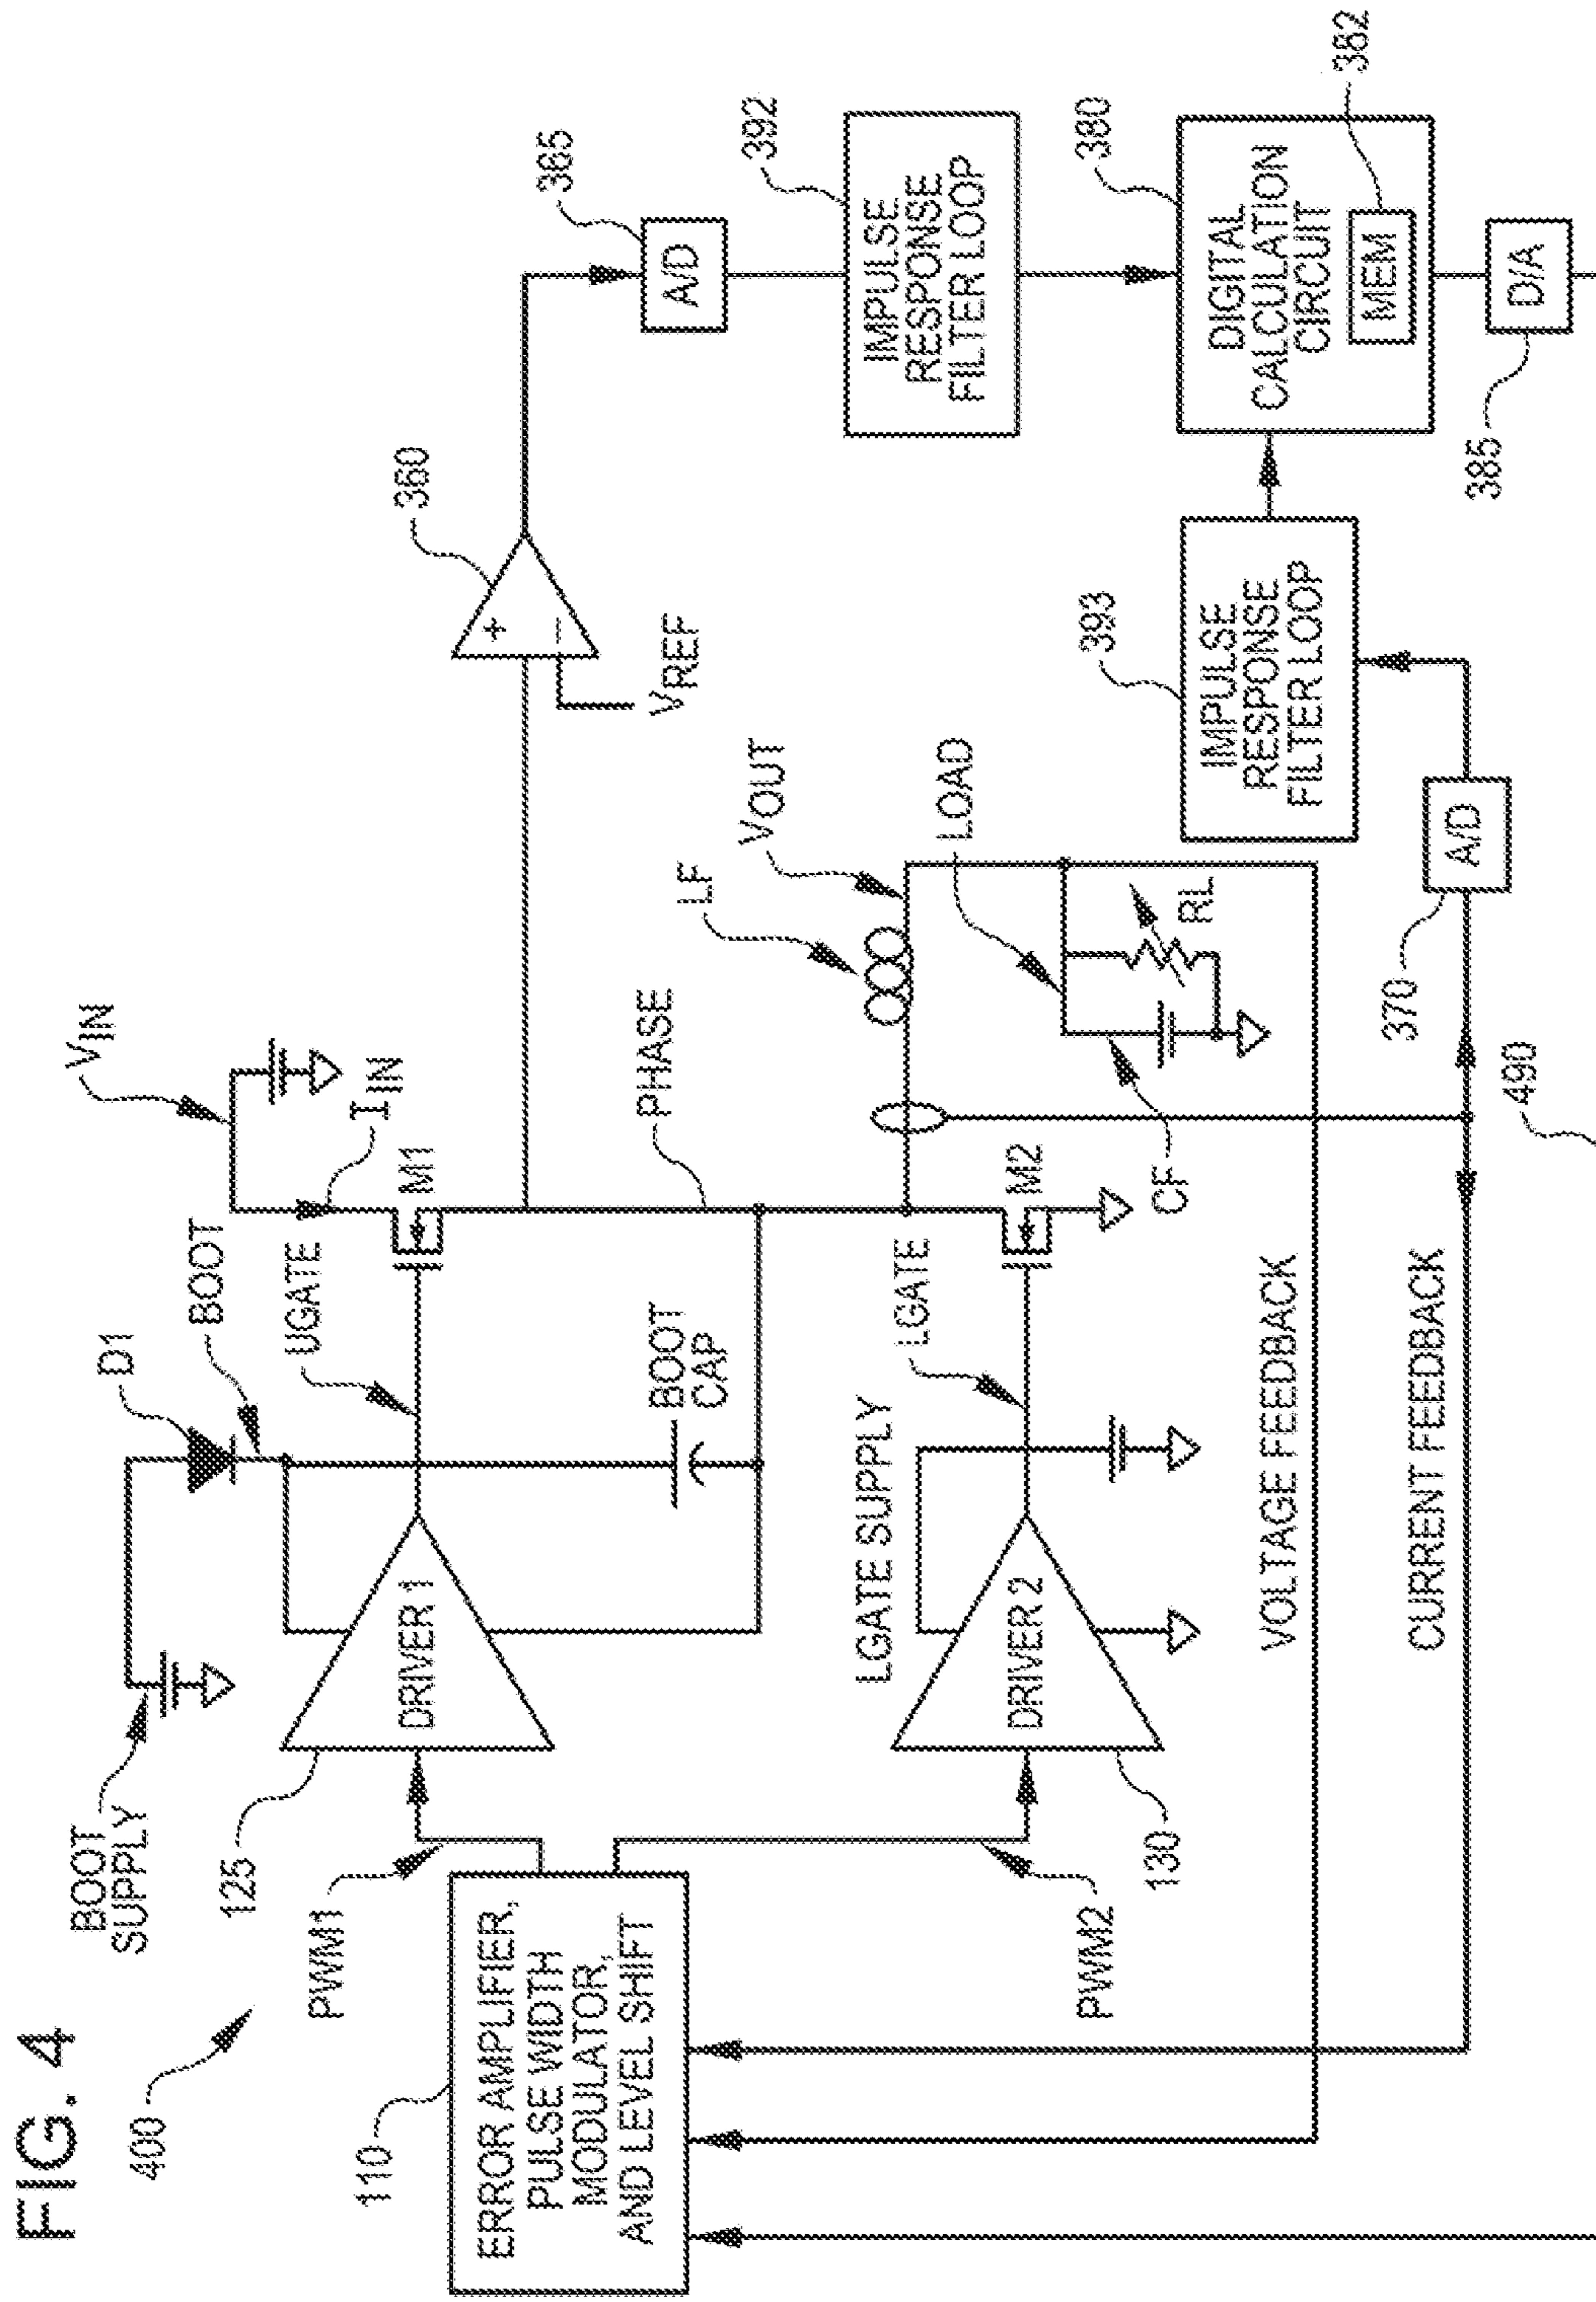 FIG. 4
400
BOOT
SUPPLY
D1
BOOT
VIN
IIN
125
UGATE
M1
PWM1
DRIVER 1
BOOT
CAP
PHASE
360
+
−
VREF
365
A/D
392
IMPULSE
RESPONSE
FILTER LOOP
110
ERROR AMPLIFIER,
PULSE WIDTH
MODULATOR,
AND LEVEL SHIFT
LGATE SUPPLY
LGATE
M2
LF
VOUT
LOAD
DRIVER 2
PWM2
130
CF
RL
393
IMPULSE
RESPONSE
FILTER LOOP
380
DIGITAL
CALCULATION
CIRCUIT
MEM
382
VOLTAGE FEEDBACK
CURRENT FEEDBACK
370
A/D
385
D/A
490